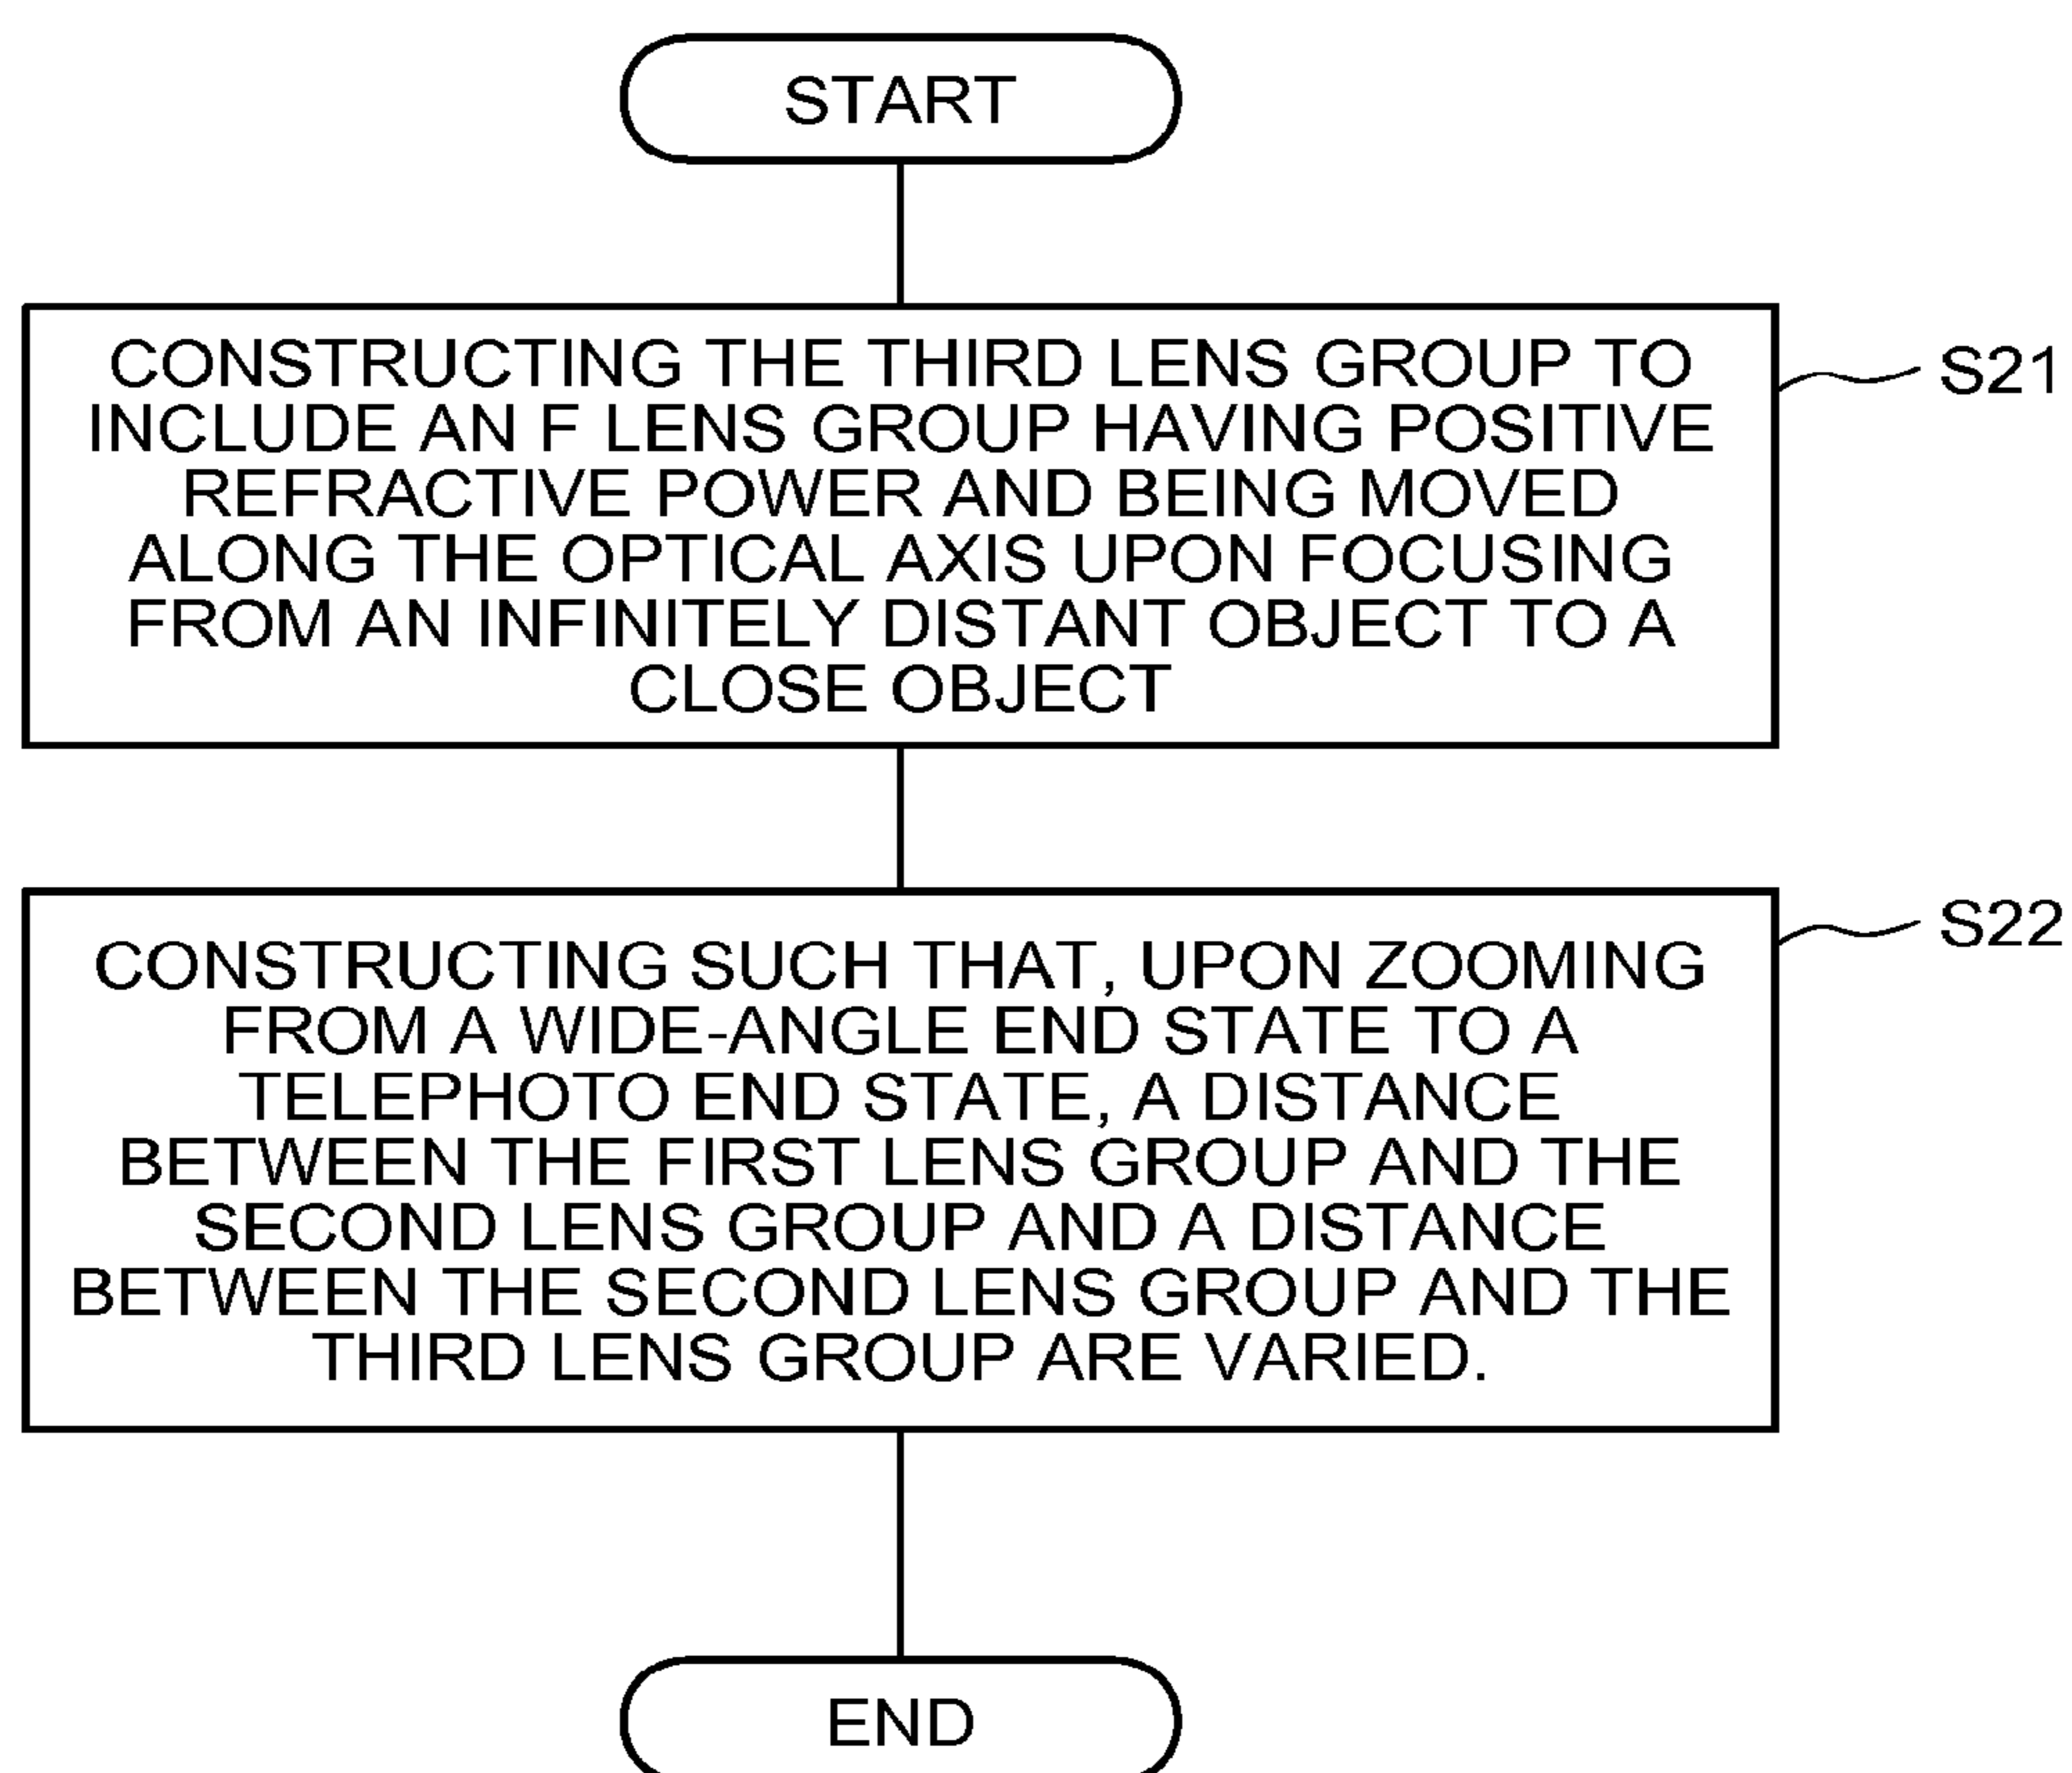 START
CONSTRUCTING THE THIRD LENS GROUP TO
INCLUDE AN F LENS GROUP HAVING POSITIVE
REFRACTIVE POWER AND BEING MOVED
ALONG THE OPTICAL AXIS UPON FOCUSING
FROM AN INFINITELY DISTANT OBJECT TO A
CLOSE OBJECT
S21
CONSTRUCTING SUCH THAT, UPON ZOOMING
FROM A WIDE-ANGLE END STATE TO A
TELEPHOTO END STATE, A DISTANCE
BETWEEN THE FIRST LENS GROUP AND THE
SECOND LENS GROUP AND A DISTANCE
BETWEEN THE SECOND LENS GROUP AND THE
THIRD LENS GROUP ARE VARIED.
S22
END